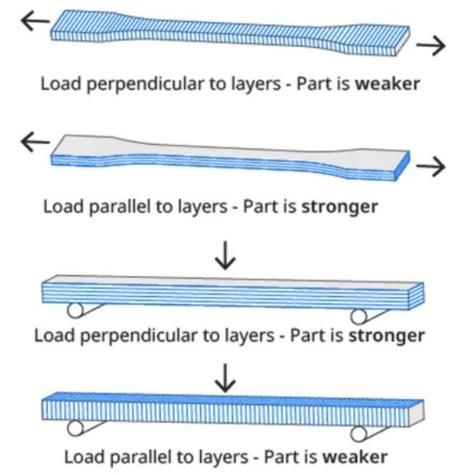 Load perpendicular to layers - Part is weaker
Load parallel to layers - Part is stronger
Load perpendicular to layers - Part is stronger
Load parallel to layers - Part is weaker